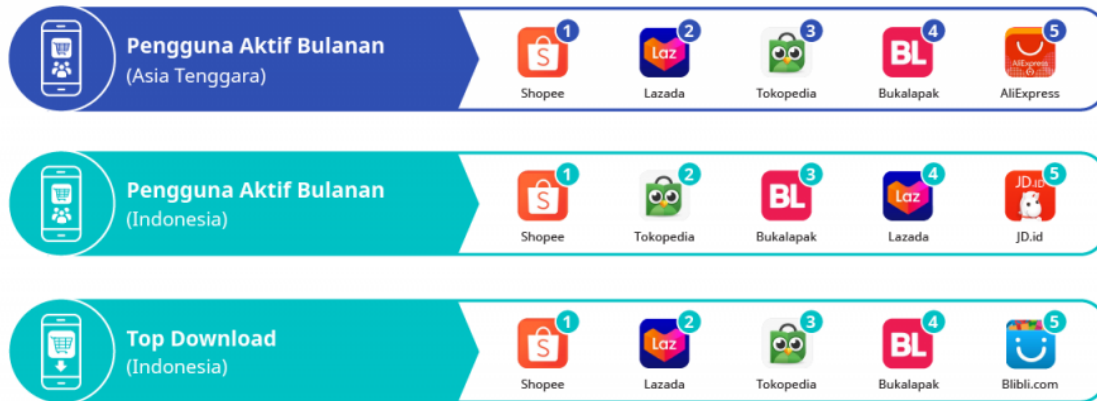 Pengguna Aktif Bulanan
(Asia Tenggara)
S 1
Laz 2
3
BL 4
AliExpress 5
Shopee
Lazada
Tokopedia
Bukalapak
AliExpress
Pengguna Aktif Bulanan
(Indonesia)
S 1
2
BL 3
Laz 4
JD.ID 5
Shopee
Tokopedia
Bukalapak
Lazada
JD.id
Top Download
(Indonesia)
S 1
Laz 2
3
BL 4
5
Shopee
Lazada
Tokopedia
Bukalapak
Blibli.com